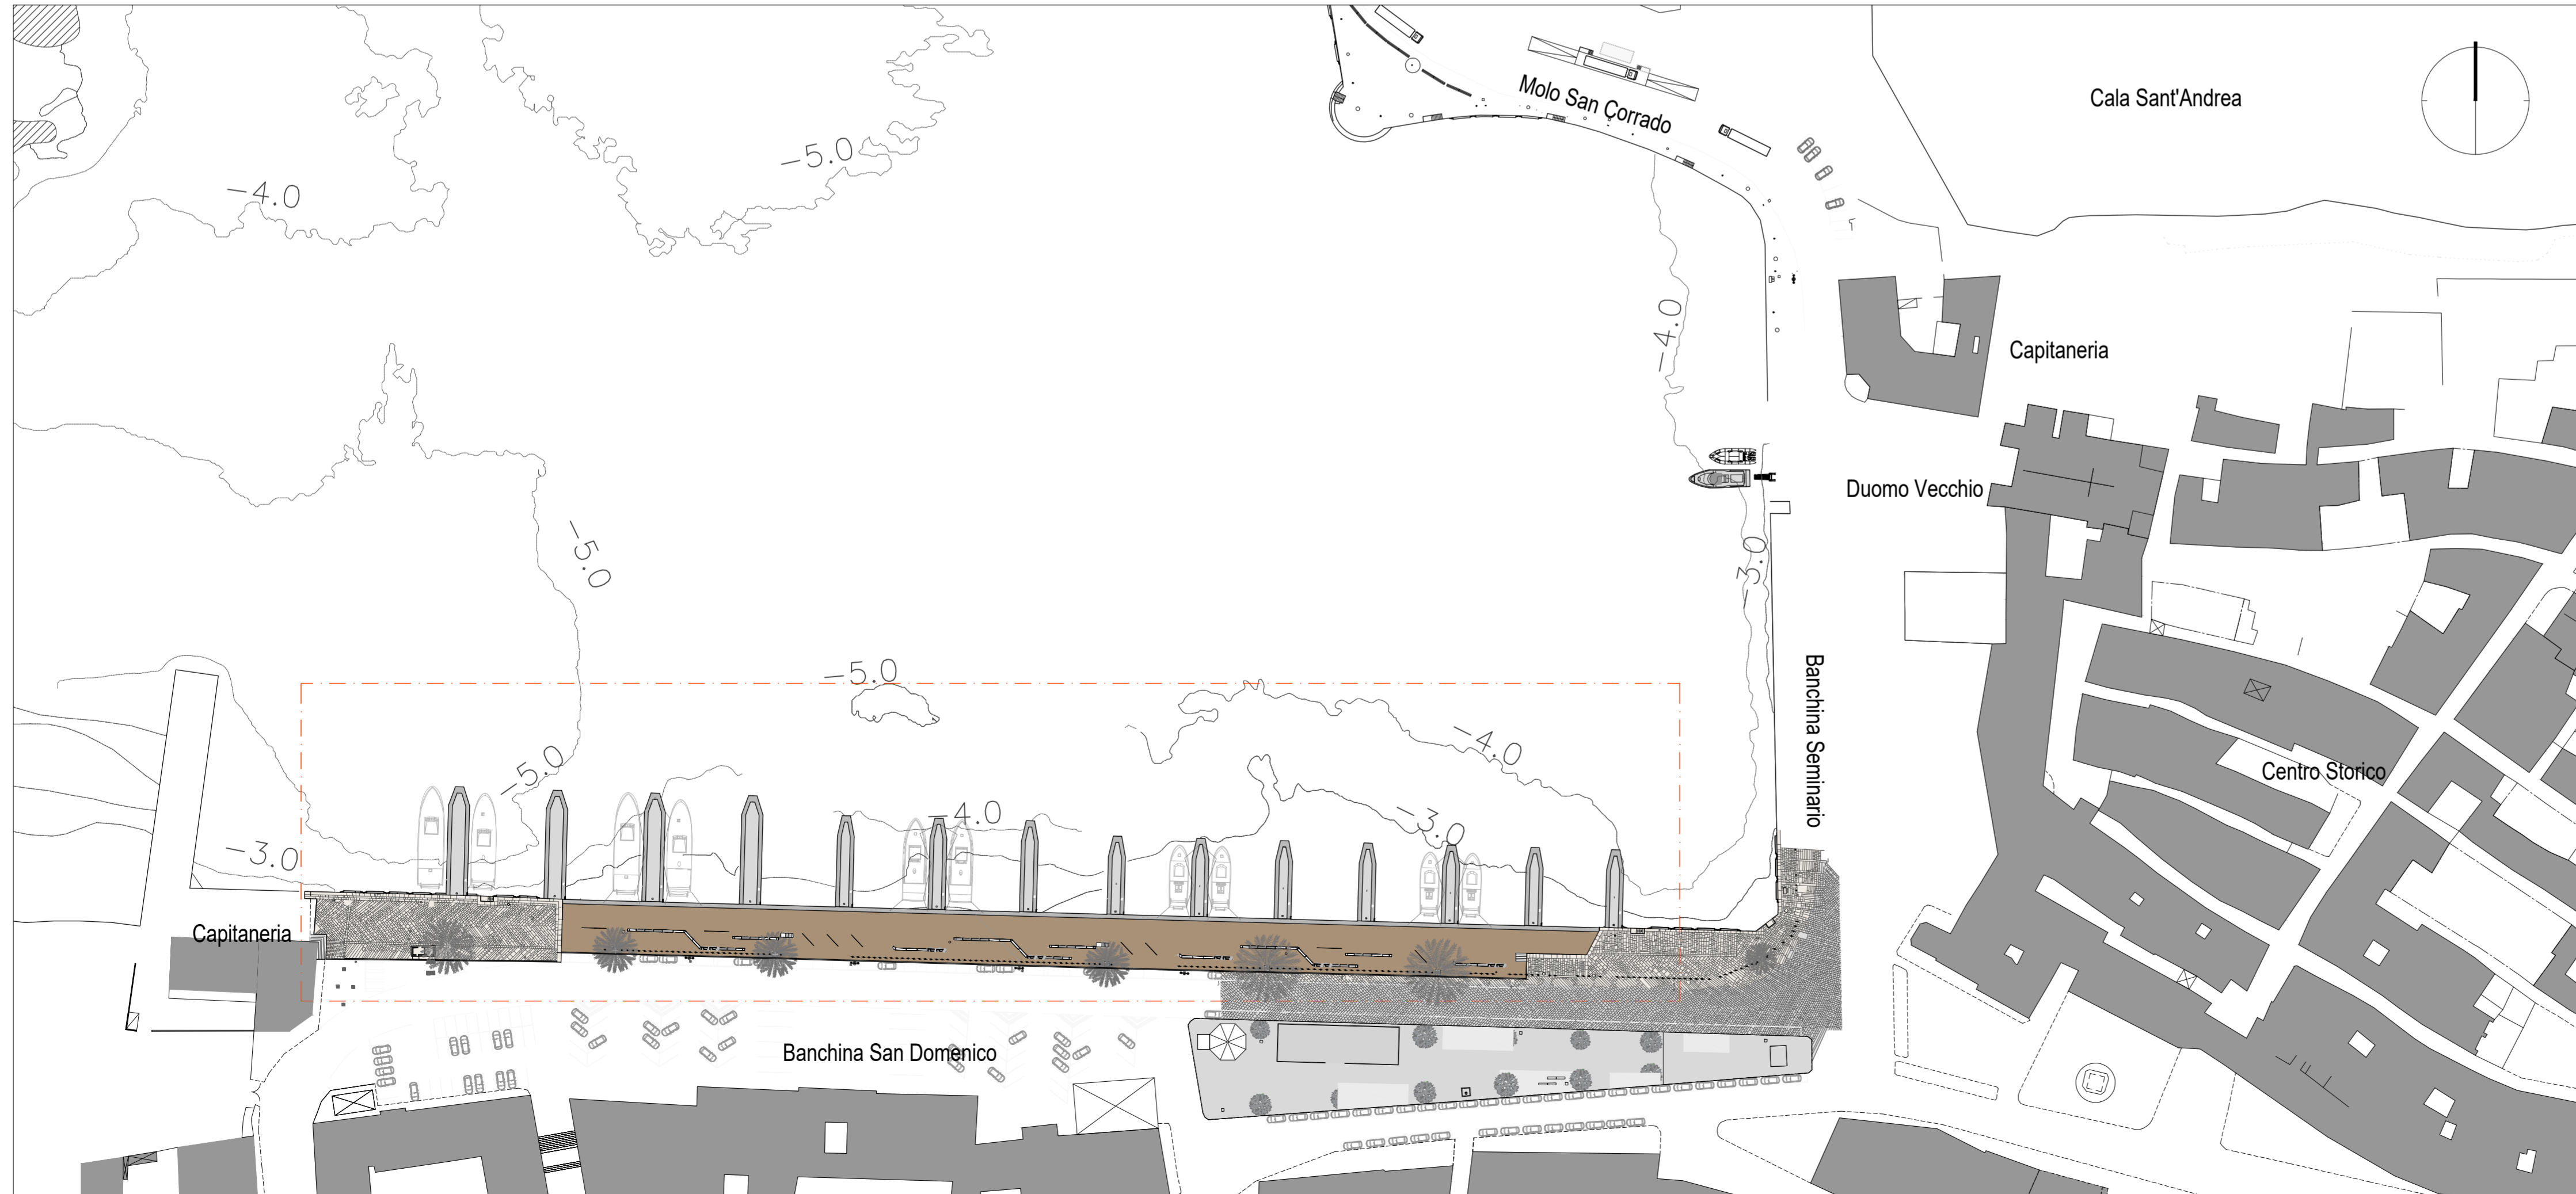 Molo San Corrado
Cala Sant'Andrea
−5.0
−4.0
−4.0
Capitaneria
Duomo Vecchio
−5.0
−3.0
−5.0
Banchina Seminario
−4.0
−5.0
Centro Storico
−4.0
−3.0
−3.0
Capitaneria
Banchina San Domenico